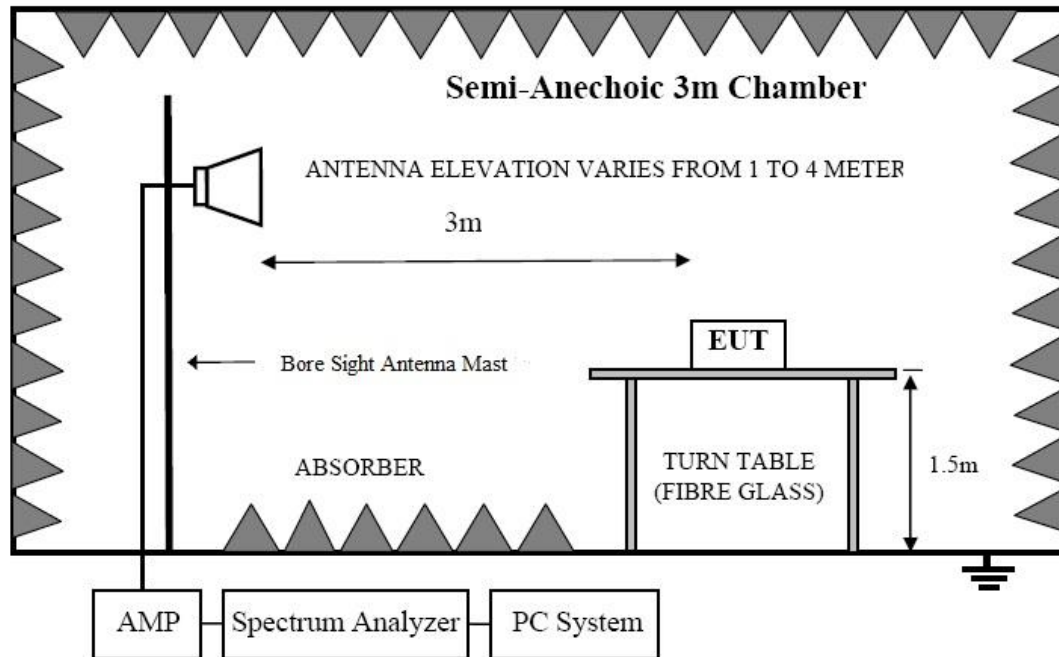 Semi-Anechoic 3m Chamber
ANTENNA ELEVATION VARIES FROM 1 TO 4 METER
3m
EUT
Bore Sight Antenna Mast
ABSORBER
TURN TABLE
(FIBRE GLASS)
1.5m
AMP
Spectrum Analyzer
PC System